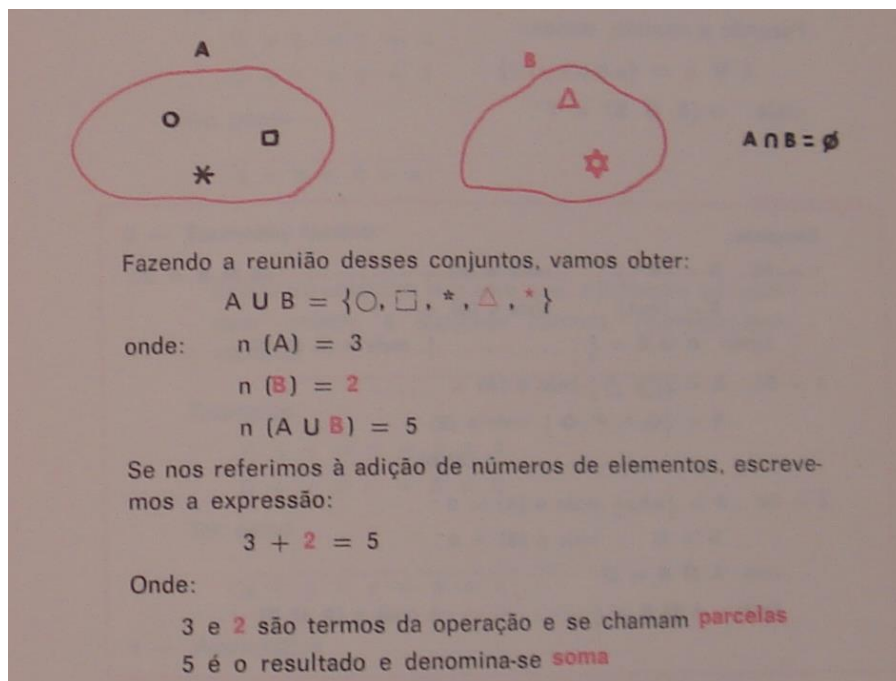 A
B
A ∩ B = ø
Fazendo a reunião desses conjuntos, vamos obter:
A U B = {○, □, *, △, *}
onde: n (A) = 3
n (B) = 2
n (A U B) = 5
Se nos referimos à adição de números de elementos, escreve-
mos a expressão:
3 + 2 = 5
Onde:
3 e 2 são termos da operação e se chamam parcelas
5 é o resultado e denomina-se soma